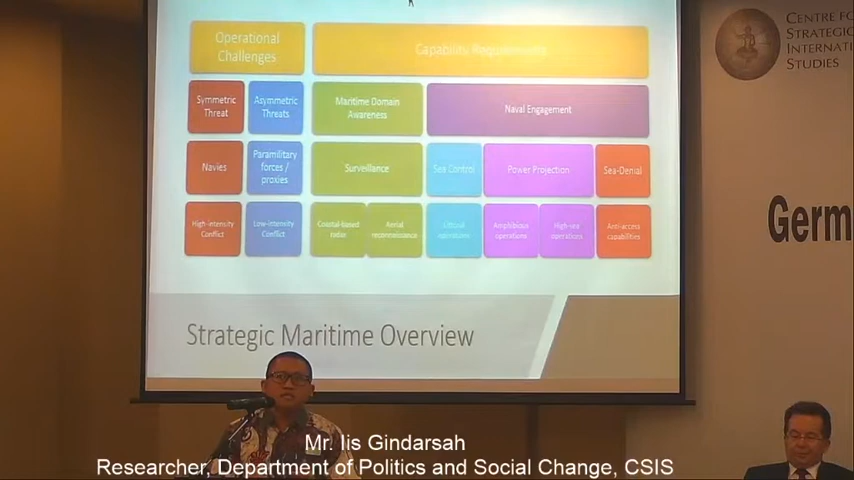 Operational
Challenges
Capability Requirements
Symmetric
Threat
Asymmetric
Threats
Maritime Domain
Awareness
Naval Engagement
Navies
Paramilitary
forces /
proxies
Surveillance
Sea Control
Power Projection
Sea-Denial
High-intensity
Conflict
Low-intensity
Conflict
Coastal-based
radar
Aerial
reconnaissance
Littoral
operations
Amphibious
operations
High-sea
operations
Anti-access
capabilities
Strategic Maritime Overview
CENTRE FO
STRATEGIC
INTERNATI
STUDIES
Germ
Mr. Iis Gindarsah
Researcher, Department of Politics and Social Change, CSIS